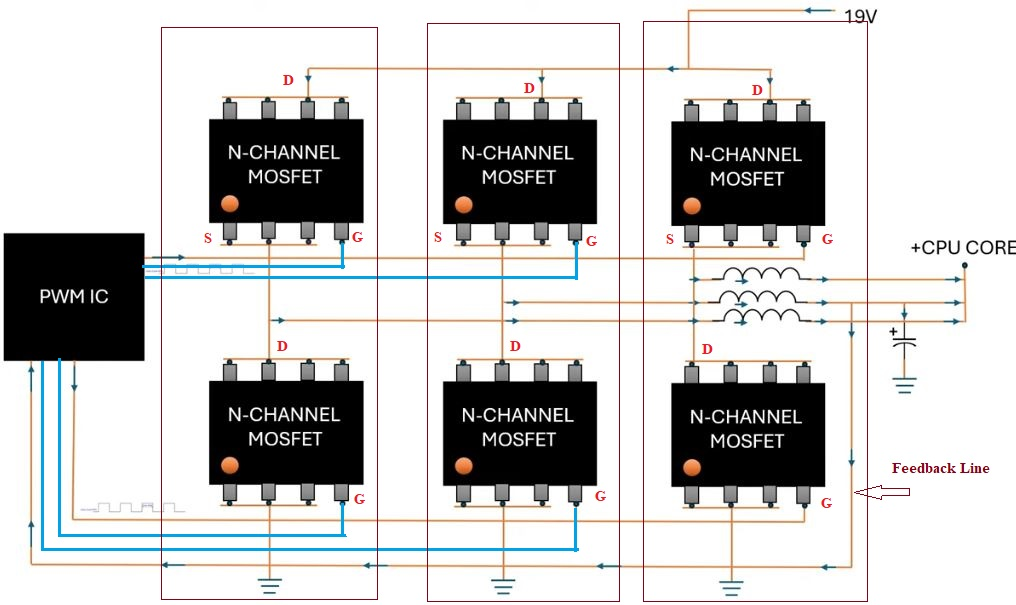 19V
D
D
D
N-CHANNEL
MOSFET
N-CHANNEL
MOSFET
N-CHANNEL
MOSFET
S
G
S
G
S
G
+CPU CORE
PWM IC
+
D
D
D
N-CHANNEL
MOSFET
N-CHANNEL
MOSFET
N-CHANNEL
MOSFET
Feedback Line
G
G
G